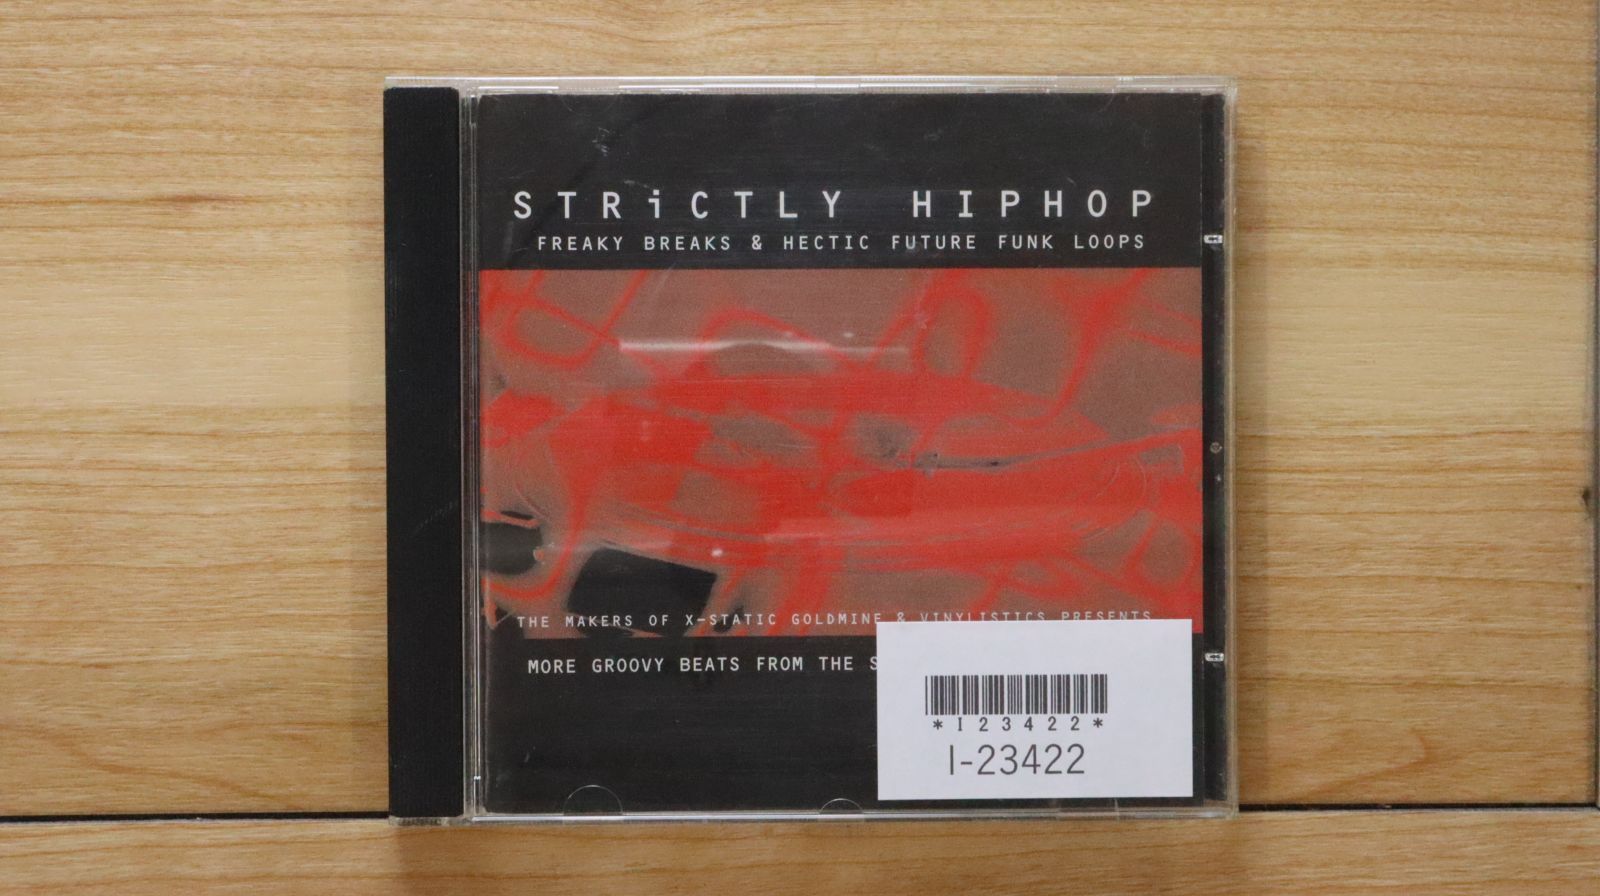 STRiCTLY HIPHOP
FREAKY BREAKS & HECTIC FUTURE FUNK LOOPS
THE MAKERS OF X-STATIC GOLDMINE & VINYLISTICS PRESENTS
MORE GROOVY BEATS FROM THE
*I23422*
I-23422